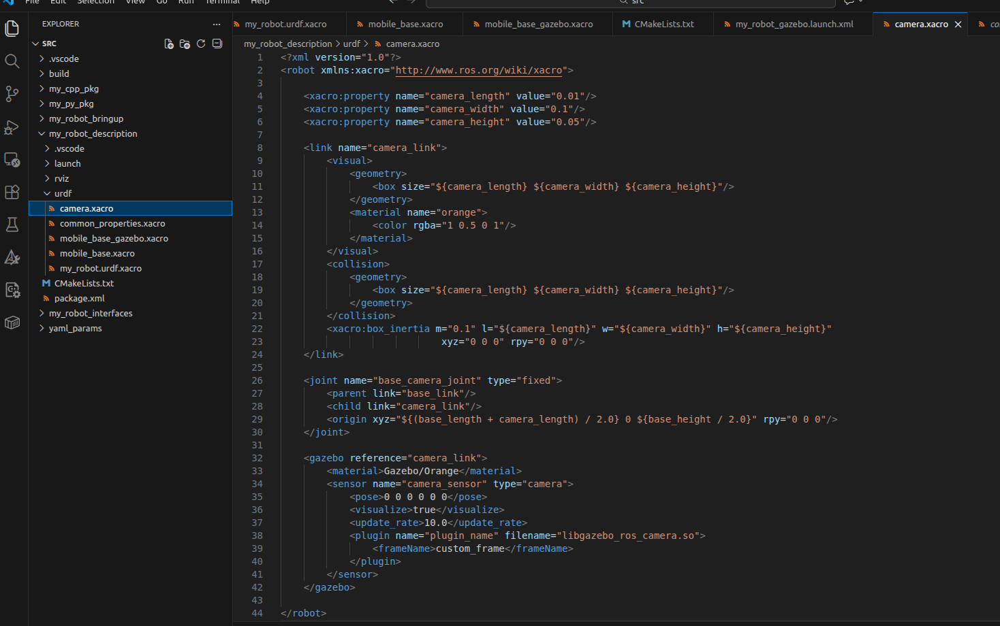 File Edit Selection View Go Run Terminal Help
src
EXPLORER
my_robot.urdf.xacro
mobile_base.xacro
mobile_base_gazebo.xacro
CMakeLists.txt
my_robot_gazebo.launch.xml
camera.xacro
SRC
.vscode
build
my_cpp_pkg
my_py_pkg
my_robot_bringup
my_robot_description
.vscode
launch
rviz
urdf
camera.xacro
common_properties.xacro
mobile_base_gazebo.xacro
mobile_base.xacro
my_robot.urdf.xacro
CMakeLists.txt
package.xml
my_robot_interfaces
yaml_params
my_robot_description > urdf > camera.xacro
1 <?xml version="1.0"?>
2 <robot xmlns:xacro="http://www.ros.org/wiki/xacro">
3
4 <xacro:property name="camera_length" value="0.01"/>
5 <xacro:property name="camera_width" value="0.1"/>
6 <xacro:property name="camera_height" value="0.05"/>
7
8 <link name="camera_link">
9 <visual>
10 <geometry>
11 <box size="${camera_length} ${camera_width} ${camera_height}"/>
12 </geometry>
13 <material name="orange">
14 <color rgba="1 0.5 0 1"/>
15 </material>
16 </visual>
17 <collision>
18 <geometry>
19 <box size="${camera_length} ${camera_width} ${camera_height}"/>
20 </geometry>
21 </collision>
22 <xacro:box_inertia m="0.1" l="${camera_length}" w="${camera_width}" h="${camera_height}"
23 xyz="0 0 0" rpy="0 0 0"/>
24 </link>
25
26 <joint name="base_camera_joint" type="fixed">
27 <parent link="base_link"/>
28 <child link="camera_link"/>
29 <origin xyz="${(base_length + camera_length) / 2.0} 0 ${base_height / 2.0}" rpy="0 0 0"/>
30 </joint>
31
32 <gazebo reference="camera_link">
33 <material>Gazebo/Orange</material>
34 <sensor name="camera_sensor" type="camera">
35 <pose>0 0 0 0 0 0</pose>
36 <visualize>true</visualize>
37 <update_rate>10.0</update_rate>
38 <plugin name="plugin_name" filename="libgazebo_ros_camera.so">
39 <frameName>custom_frame</frameName>
40 </plugin>
41 </sensor>
42 </gazebo>
43
44 </robot>